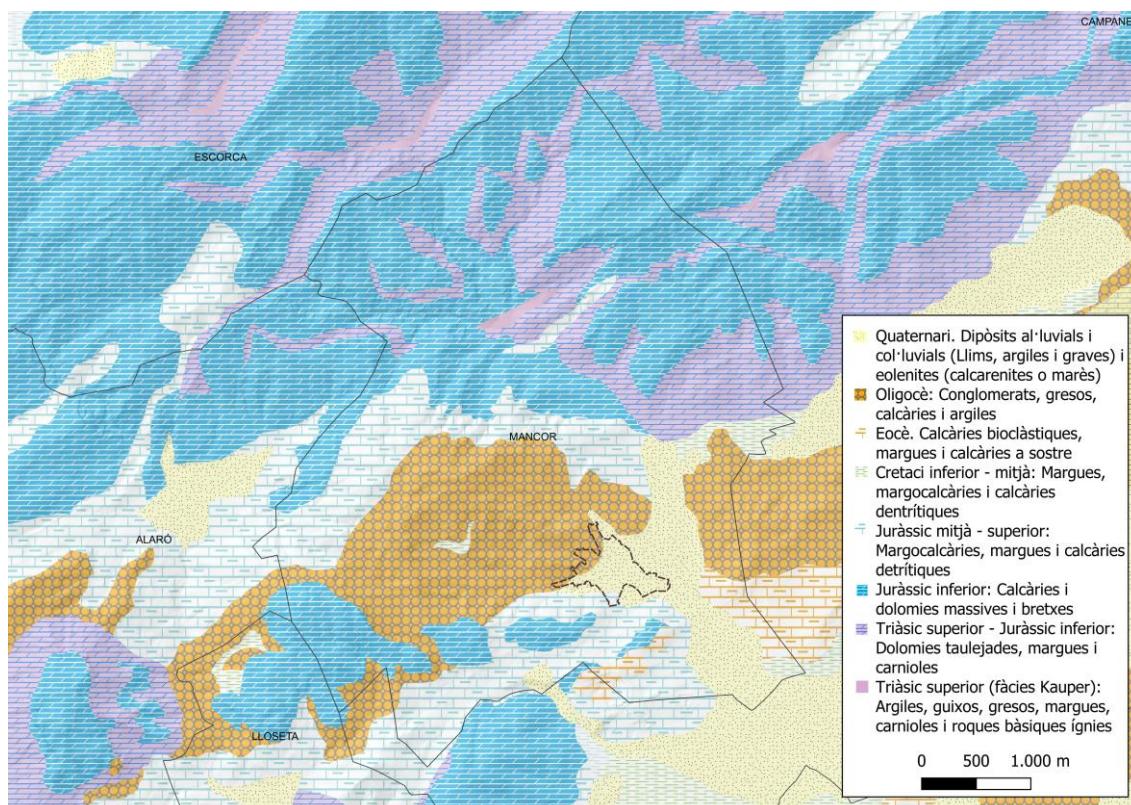 CAMPANE
ESCORCA
MANCOR
ALARÓ
LLOSETA
Quaternari. Dipòsits al·luvials i
col·luvials (Llims, argiles i graves) i
eolenites (calcarenites o marès)
Oligocè: Conglomerats, gresos,
calcàries i argiles
Eocè. Calcàries bioclàstiques,
margues i calcàries a sostre
Cretaci inferior - mitjà: Margues,
margocalcàries i calcàries
dentrítiques
Juràssic mitjà - superior:
Margocalcàries, margues i calcàries
detrítiques
Juràssic inferior: Calcàries i
dolomies massives i bretxes
Triàsic superior - Juràssic inferior:
Dolomies taulejades, margues i
carnioles
Triàsic superior (fàcies Kauper):
Argiles, guixos, gresos, margues,
carnioles i roques bàsiques ígnies
0 500 1.000 m